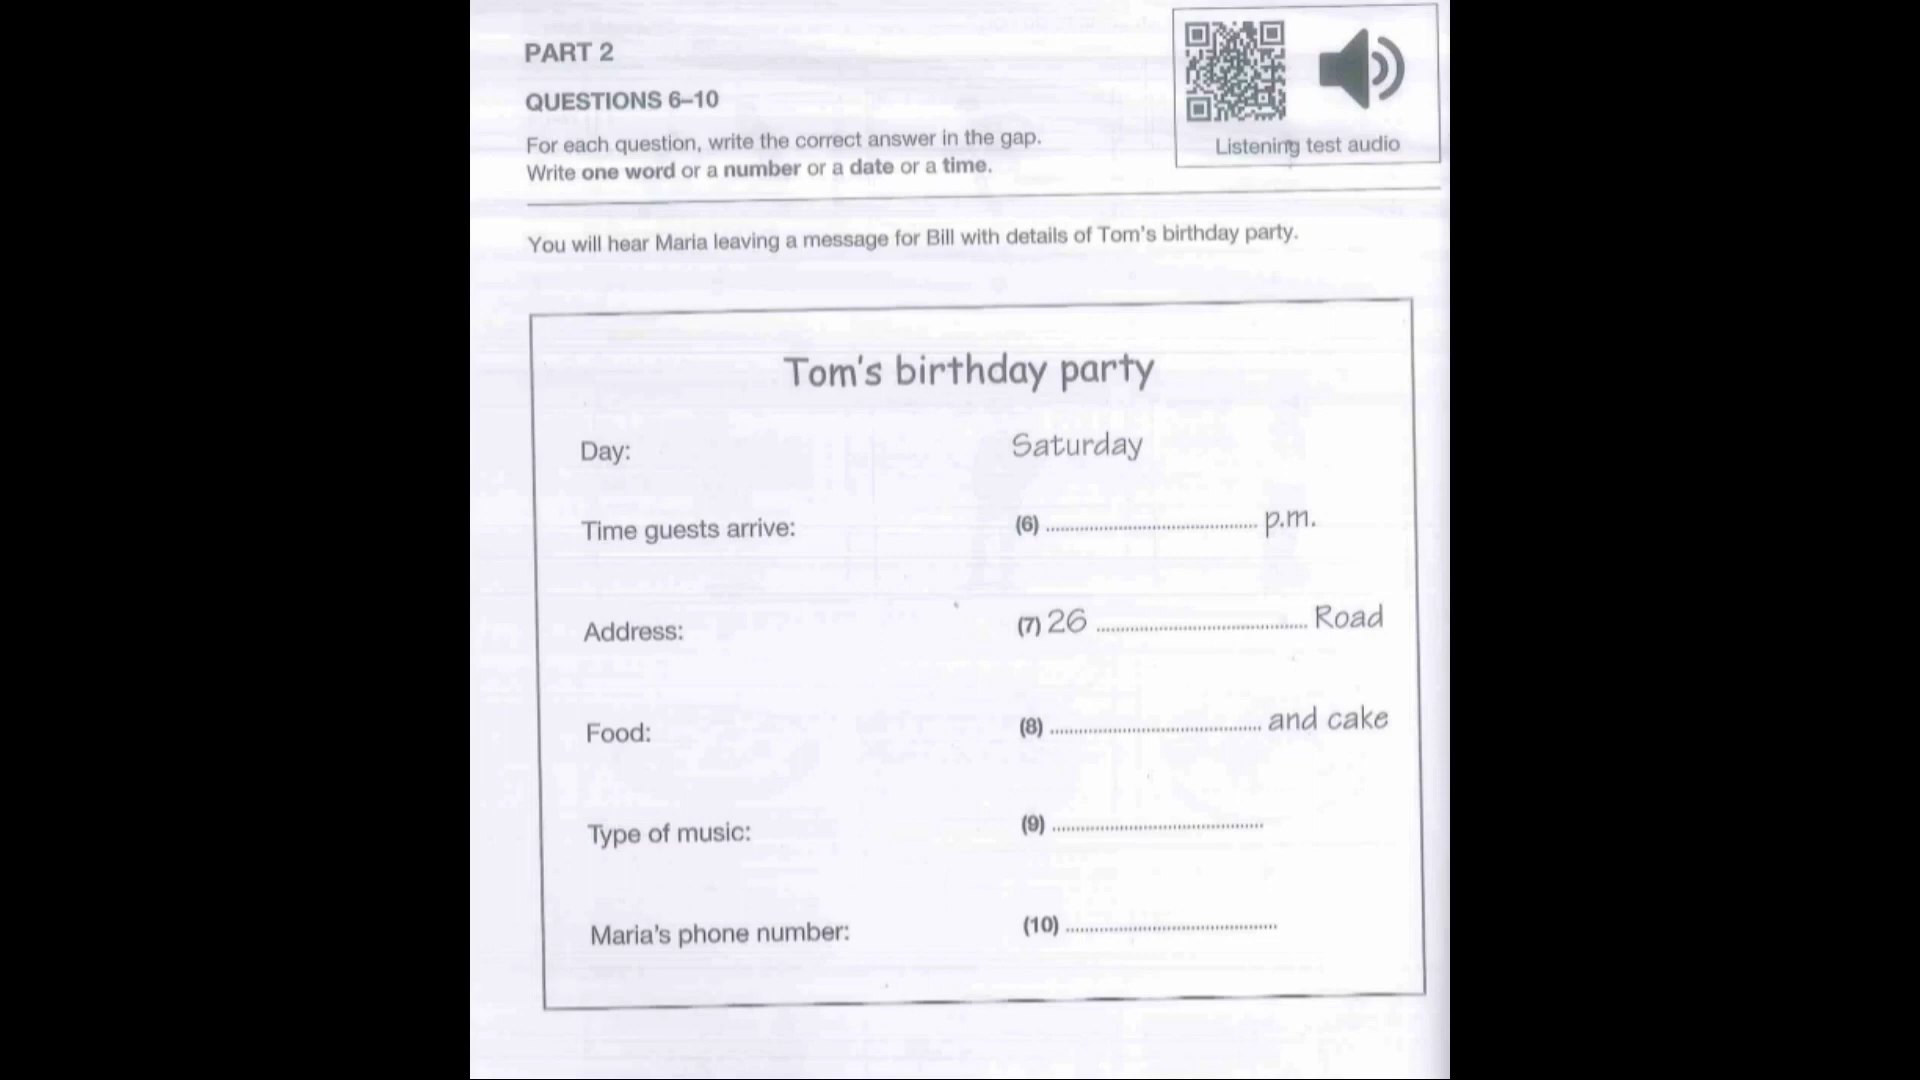 PART 2
QUESTIONS 6–10
For each question, write the correct answer in the gap.
Write one word or a number or a date or a time.
Listening test audio
You will hear Maria leaving a message for Bill with details of Tom's birthday party.
Tom's birthday party
Day: Saturday
Time guests arrive: (6) ........................................ p.m.
Address: (7) 26 ........................................ Road
Food: (8) ........................................ and cake
Type of music: (9) ........................................
Maria's phone number: (10) ........................................